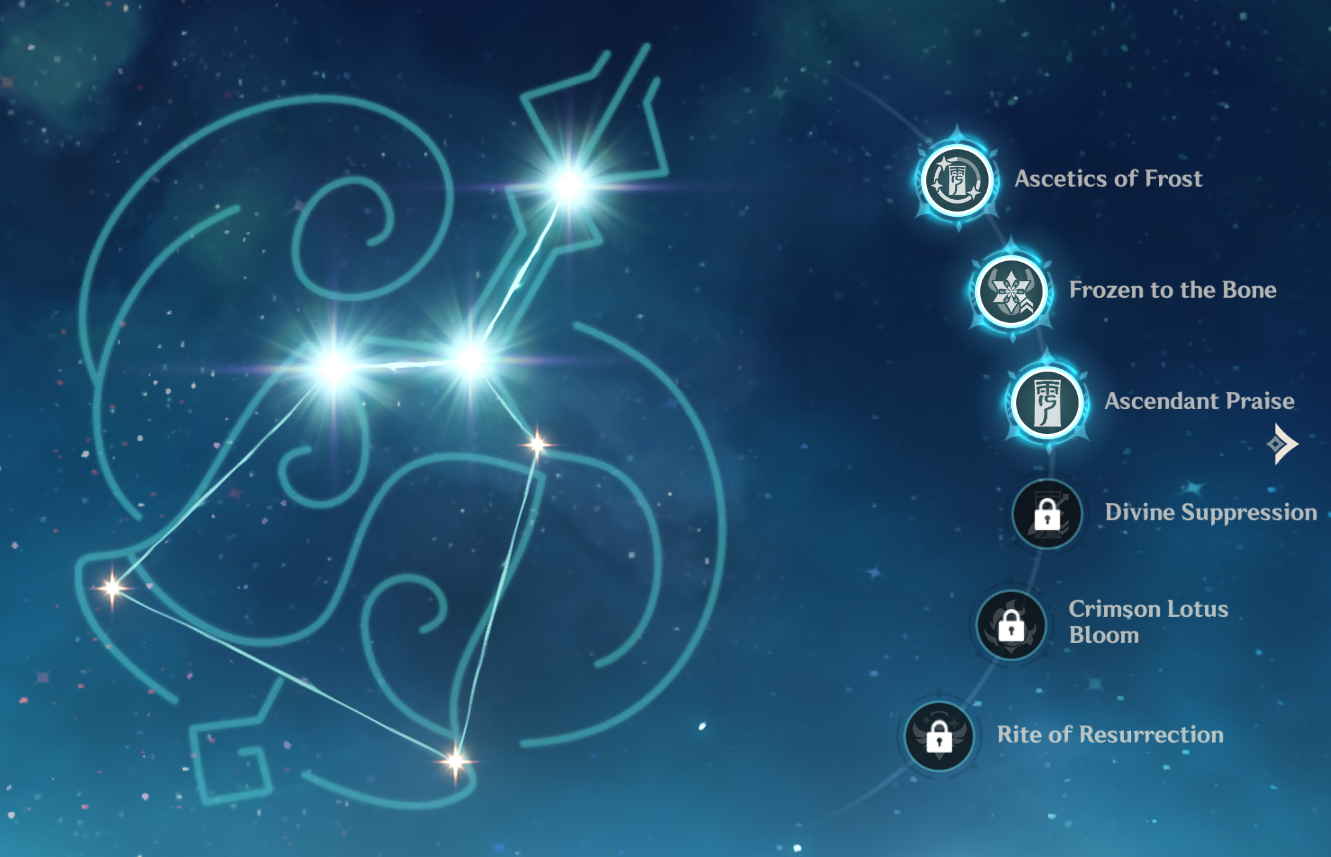 Ascetics of Frost
Frozen to the Bone
Ascendant Praise
Divine Suppression
Crimson Lotus
Bloom
Rite of Resurrection